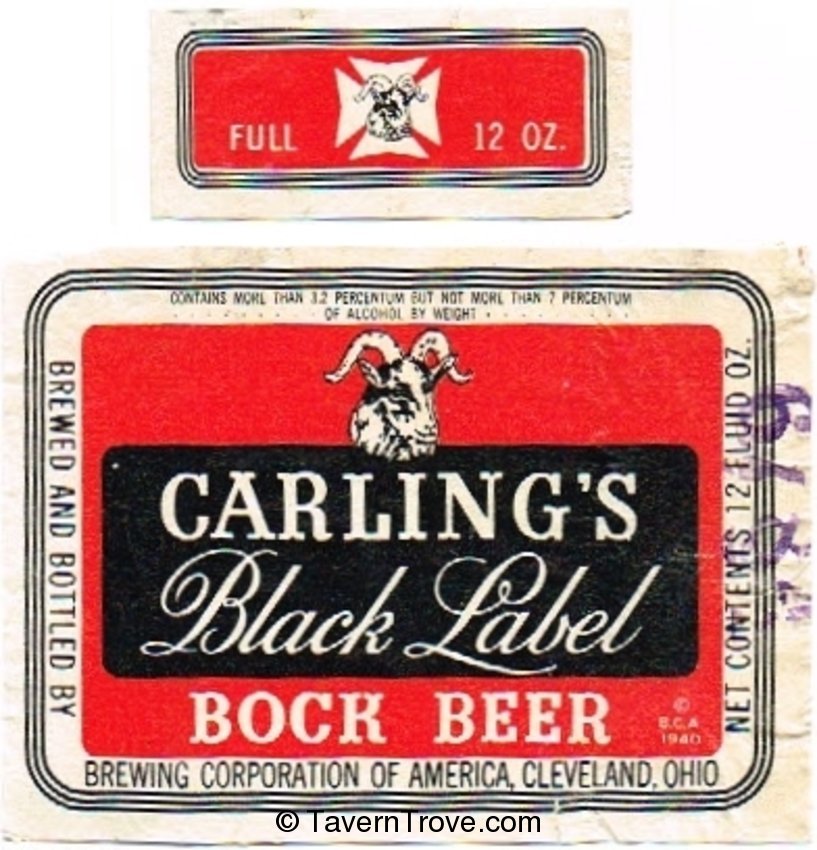 FULL 12 OZ.
CONTAINS MORE THAN 3.2 PERCENTUM BUT NOT MORE THAN 7 PERCENTUM
OF ALCOHOL BY WEIGHT
BREWED AND BOTTLED BY
CARLING'S
Black Label
BOCK BEER
© B.C.A
1940
NET CONTENTS 12 FLUID OZ.
BREWING CORPORATION OF AMERICA, CLEVELAND, OHIO
© TavernTrove.com